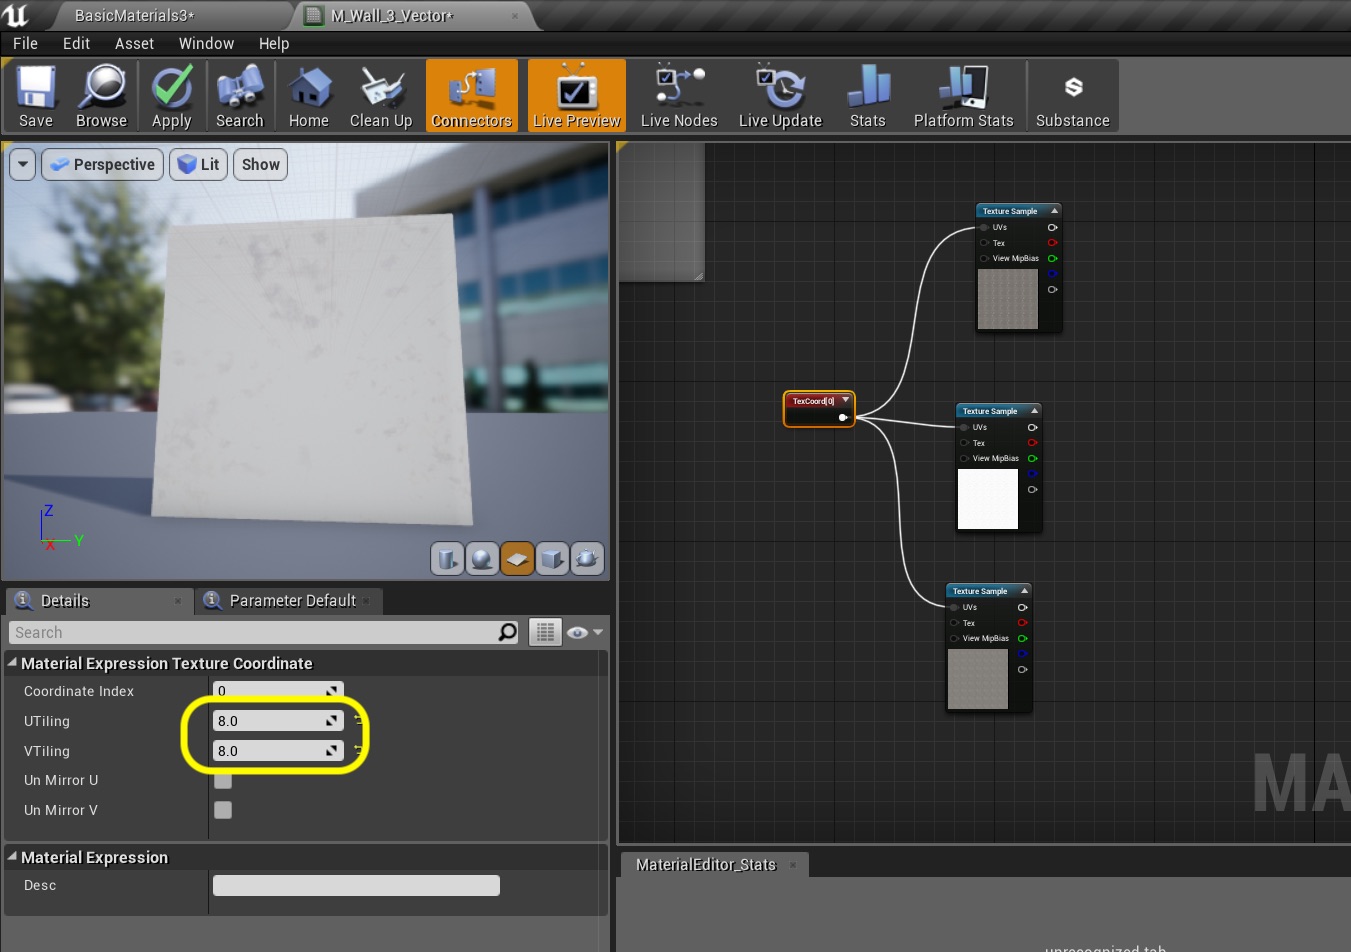 BasicMaterials3*
M_Wall_3_Vector*
File Edit Asset Window Help
Save Browse Apply Search Home Clean Up Connectors Live Preview Live Nodes Live Update Stats Platform Stats Substance
Perspective Lit Show
Z
Y
X
Texture Sample
UVs
Tex
View MipBias
TexCoord[0]
Texture Sample
UVs
Tex
View MipBias
Texture Sample
UVs
Tex
View MipBias
MA
Details
Parameter Default
Search
Material Expression Texture Coordinate
Coordinate Index 0
UTiling 8.0
VTiling 8.0
Un Mirror U
Un Mirror V
Material Expression
Desc
MaterialEditor_Stats
unrecognized tab